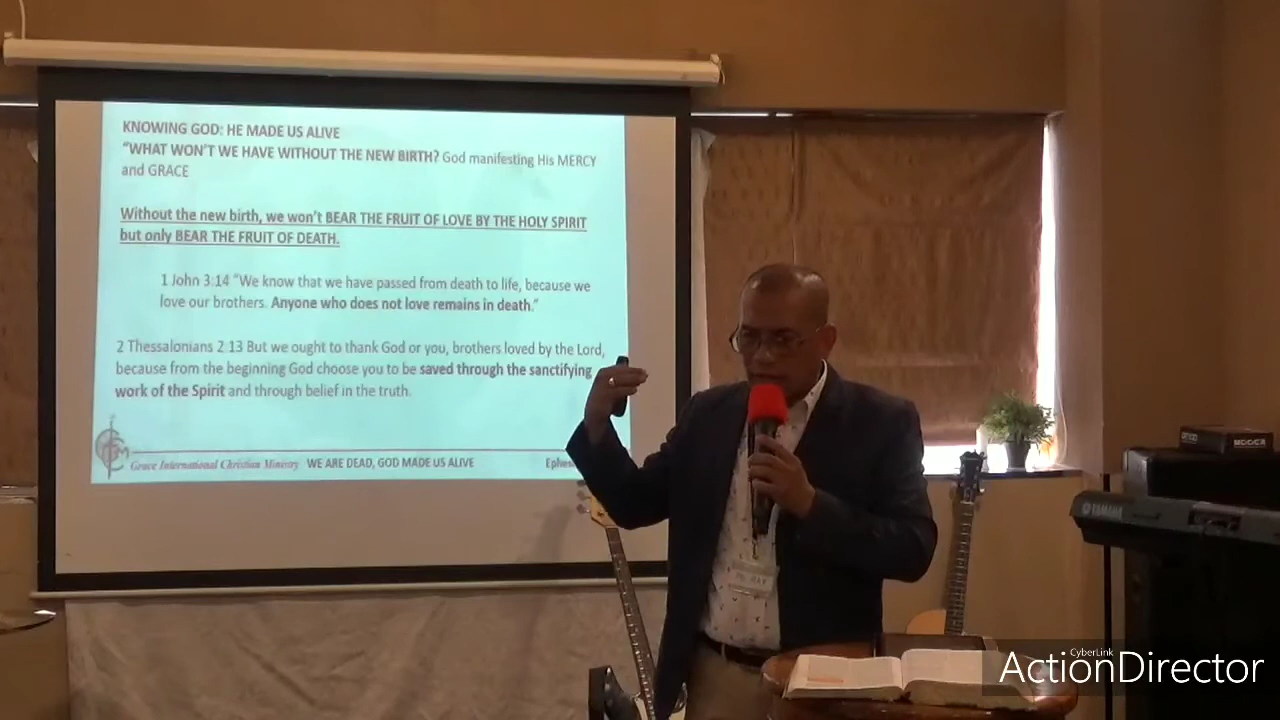 KNOWING GOD: HE MADE US ALIVE
"WHAT WON'T WE HAVE WITHOUT THE NEW BIRTH? God manifesting His MERCY
and GRACE
Without the new birth, we won't BEAR THE FRUIT OF LOVE BY THE HOLY SPIRIT
but only BEAR THE FRUIT OF DEATH.
1 John 3:14 "We know that we have passed from death to life, because we
love our brothers. Anyone who does not love remains in death."
2 Thessalonians 2:13 But we ought to thank God or you, brothers loved by the Lord,
because from the beginning God choose you to be saved through the sanctifying
work of the Spirit and through belief in the truth.
Grace International Christian Ministry WE ARE DEAD, GOD MADE US ALIVE
MOOER
YAMAHA
CyberLink
ActionDirector